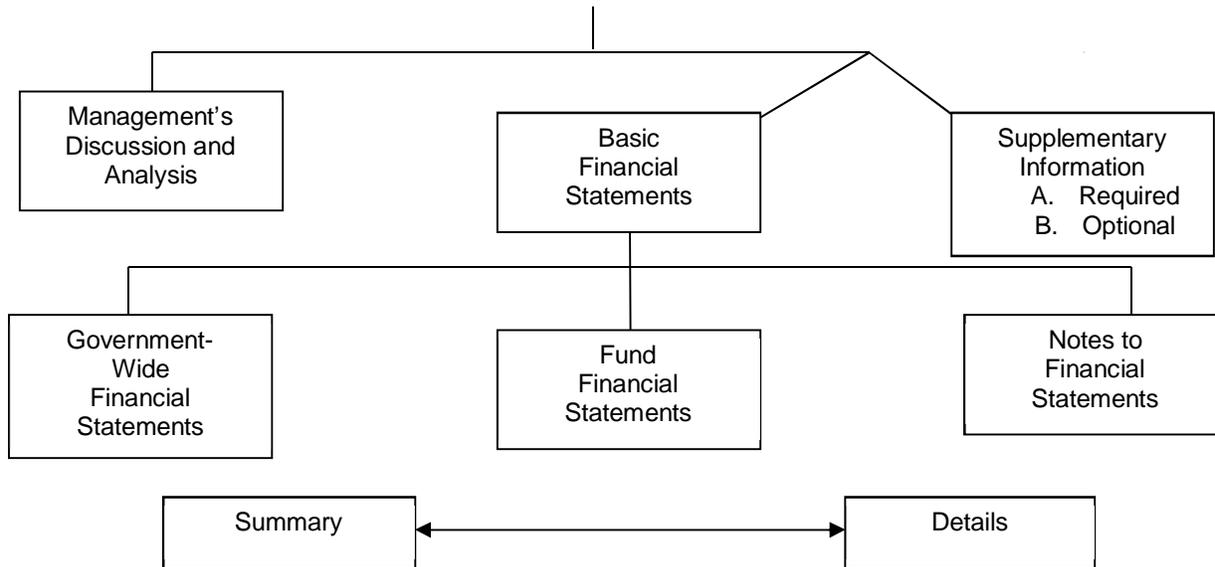 Management’s
Discussion and
Analysis
Basic
Financial
Statements
Supplementary
Information
A. Required
B. Optional
Government-
Wide
Financial
Statements
Fund
Financial
Statements
Notes to
Financial
Statements
Summary
Details